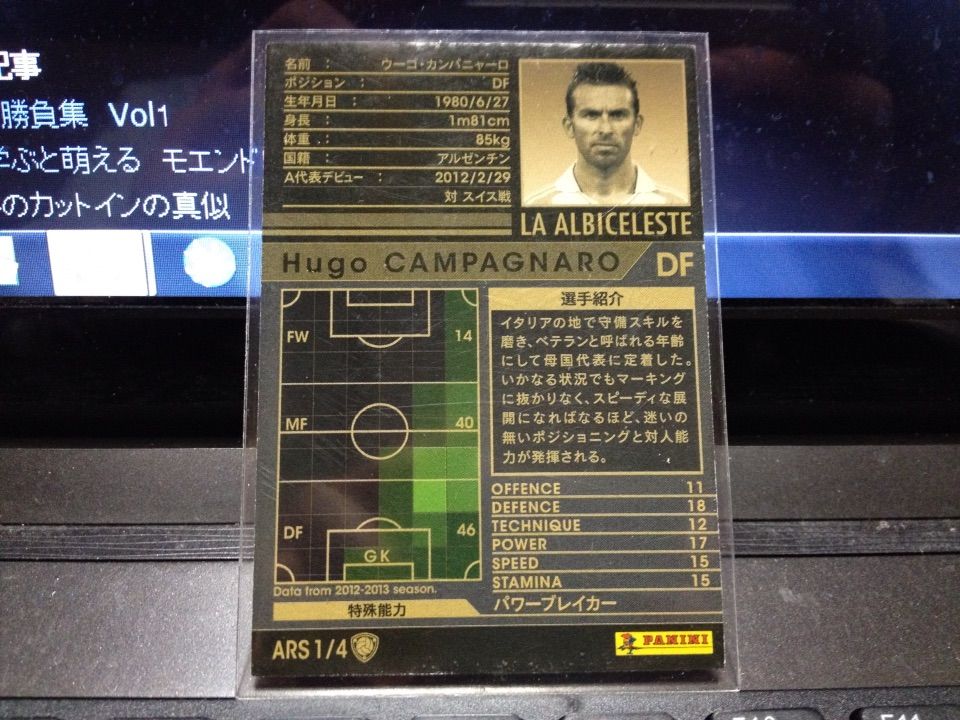 記事
勝負集 Vol1
学ぶと萌える モエンド
のカットインの真似
名前 : ウーゴ・カンパニャーロ
ポジション : DF
生年月日 : 1980/6/27
身長 : 1m81cm
体重 : 85kg
国籍 : アルゼンチン
A代表デビュー : 2012/2/29
対 スイス戦
LA ALBICELESTE
Hugo CAMPAGNARO DF
FW 14
MF 40
DF 46
GK
Data from 2012-2013 season.
選手紹介
イタリアの地で守備スキルを
磨き、ベテランと呼ばれる年齢
にして母国代表に定着した。
いかなる状況でもマーキング
に抜かりなく、スピーディな展
開になればなるほど、迷いの
無いポジショニングと対人能
力が発揮される。
OFFENCE 11
DEFENCE 18
TECHNIQUE 12
POWER 17
SPEED 15
STAMINA 15
特殊能力 パワーブレイカー
ARS 1/4
PANINI